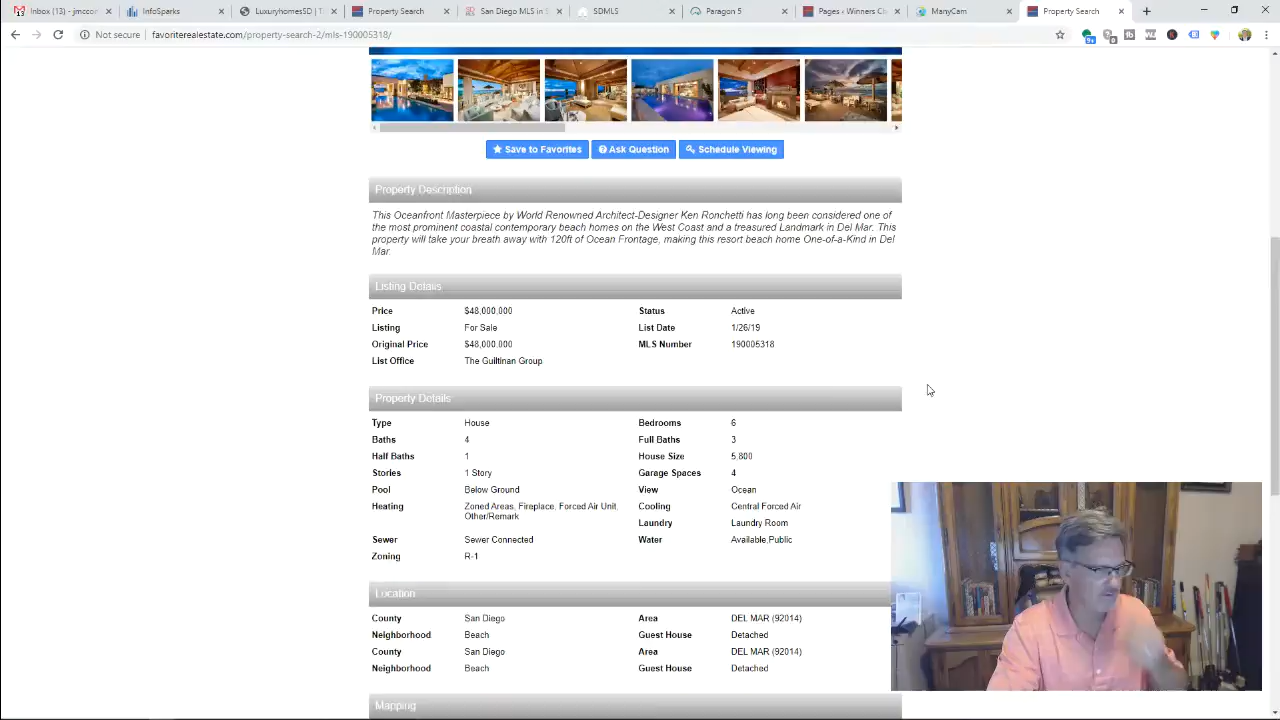 Inbox (13) - jmccor
InfoSparks
LuxuryhomesSD | T
Property Search
San Diego MLS in S
SDMLS
Paragon 5
Pages ‹ Winners Cl
ManyCam
Property Search
Not secure | favoriterealestate.com/property-search-2/mls-190005318/
Save to Favorites Ask Question Schedule Viewing
Property Description
This Oceanfront Masterpiece by World Renowned Architect-Designer Ken Ronchetti has long been considered one of
the most prominent coastal contemporary beach homes on the West Coast and a treasured Landmark in Del Mar. This
property will take your breath away with 120ft of Ocean Frontage, making this resort beach home One-of-a-Kind in Del
Mar.
Listing Details
Price $48,000,000 Status Active
Listing For Sale List Date 1/26/19
Original Price $48,000,000 MLS Number 190005318
List Office The Guiltinan Group
Property Details
Type House Bedrooms 6
Baths 4 Full Baths 3
Half Baths 1 House Size 5,800
Stories 1 Story Garage Spaces 4
Pool Below Ground View Ocean
Heating Zoned Areas, Fireplace, Forced Air Unit, Cooling Central Forced Air
Other/Remark
Laundry Laundry Room
Sewer Sewer Connected Water Available,Public
Zoning R-1
Location
County San Diego Area DEL MAR (92014)
Neighborhood Beach Guest House Detached
County San Diego Area DEL MAR (92014)
Neighborhood Beach Guest House Detached
Mapping